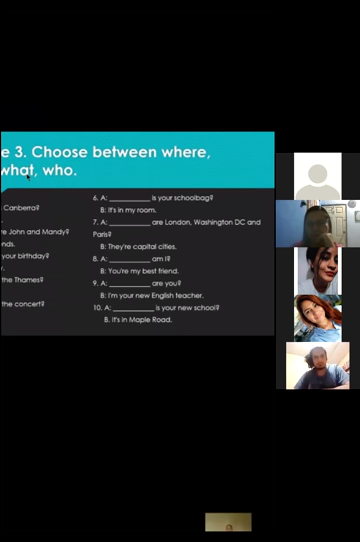 e 3. Choose between where,
what, who.
Canberra?
re John and Mandy?
nds.
your birthday?
y.
the Thames?
the concert?
6. A: __________ is your schoolbag?
B: It's in my room.
7. A: __________ are London, Washington DC and
Paris?
B: They're capital cities.
8. A: __________ am I?
B: You're my best friend.
9. A: __________ are you?
B: I'm your new English teacher.
10. A: __________ is your new school?
B. It's in Maple Road.